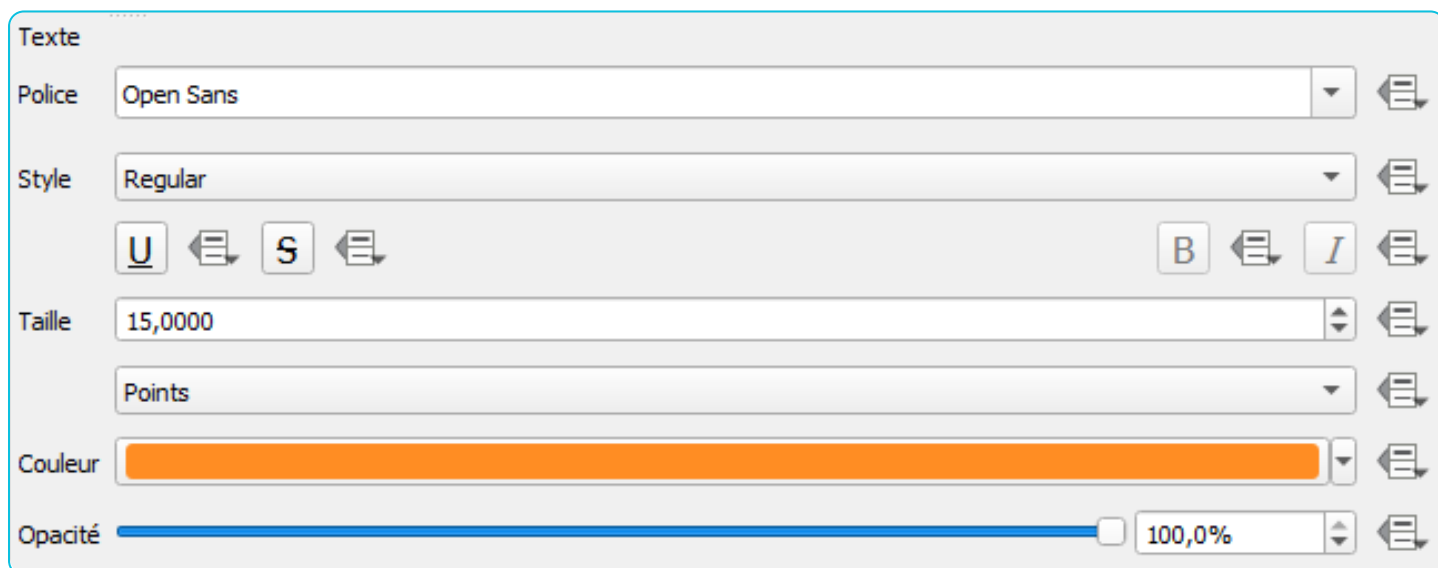 Texte
Police Open Sans
Style Regular
U S B I
Taille 15,0000
Points
Couleur
Opacité 100,0%